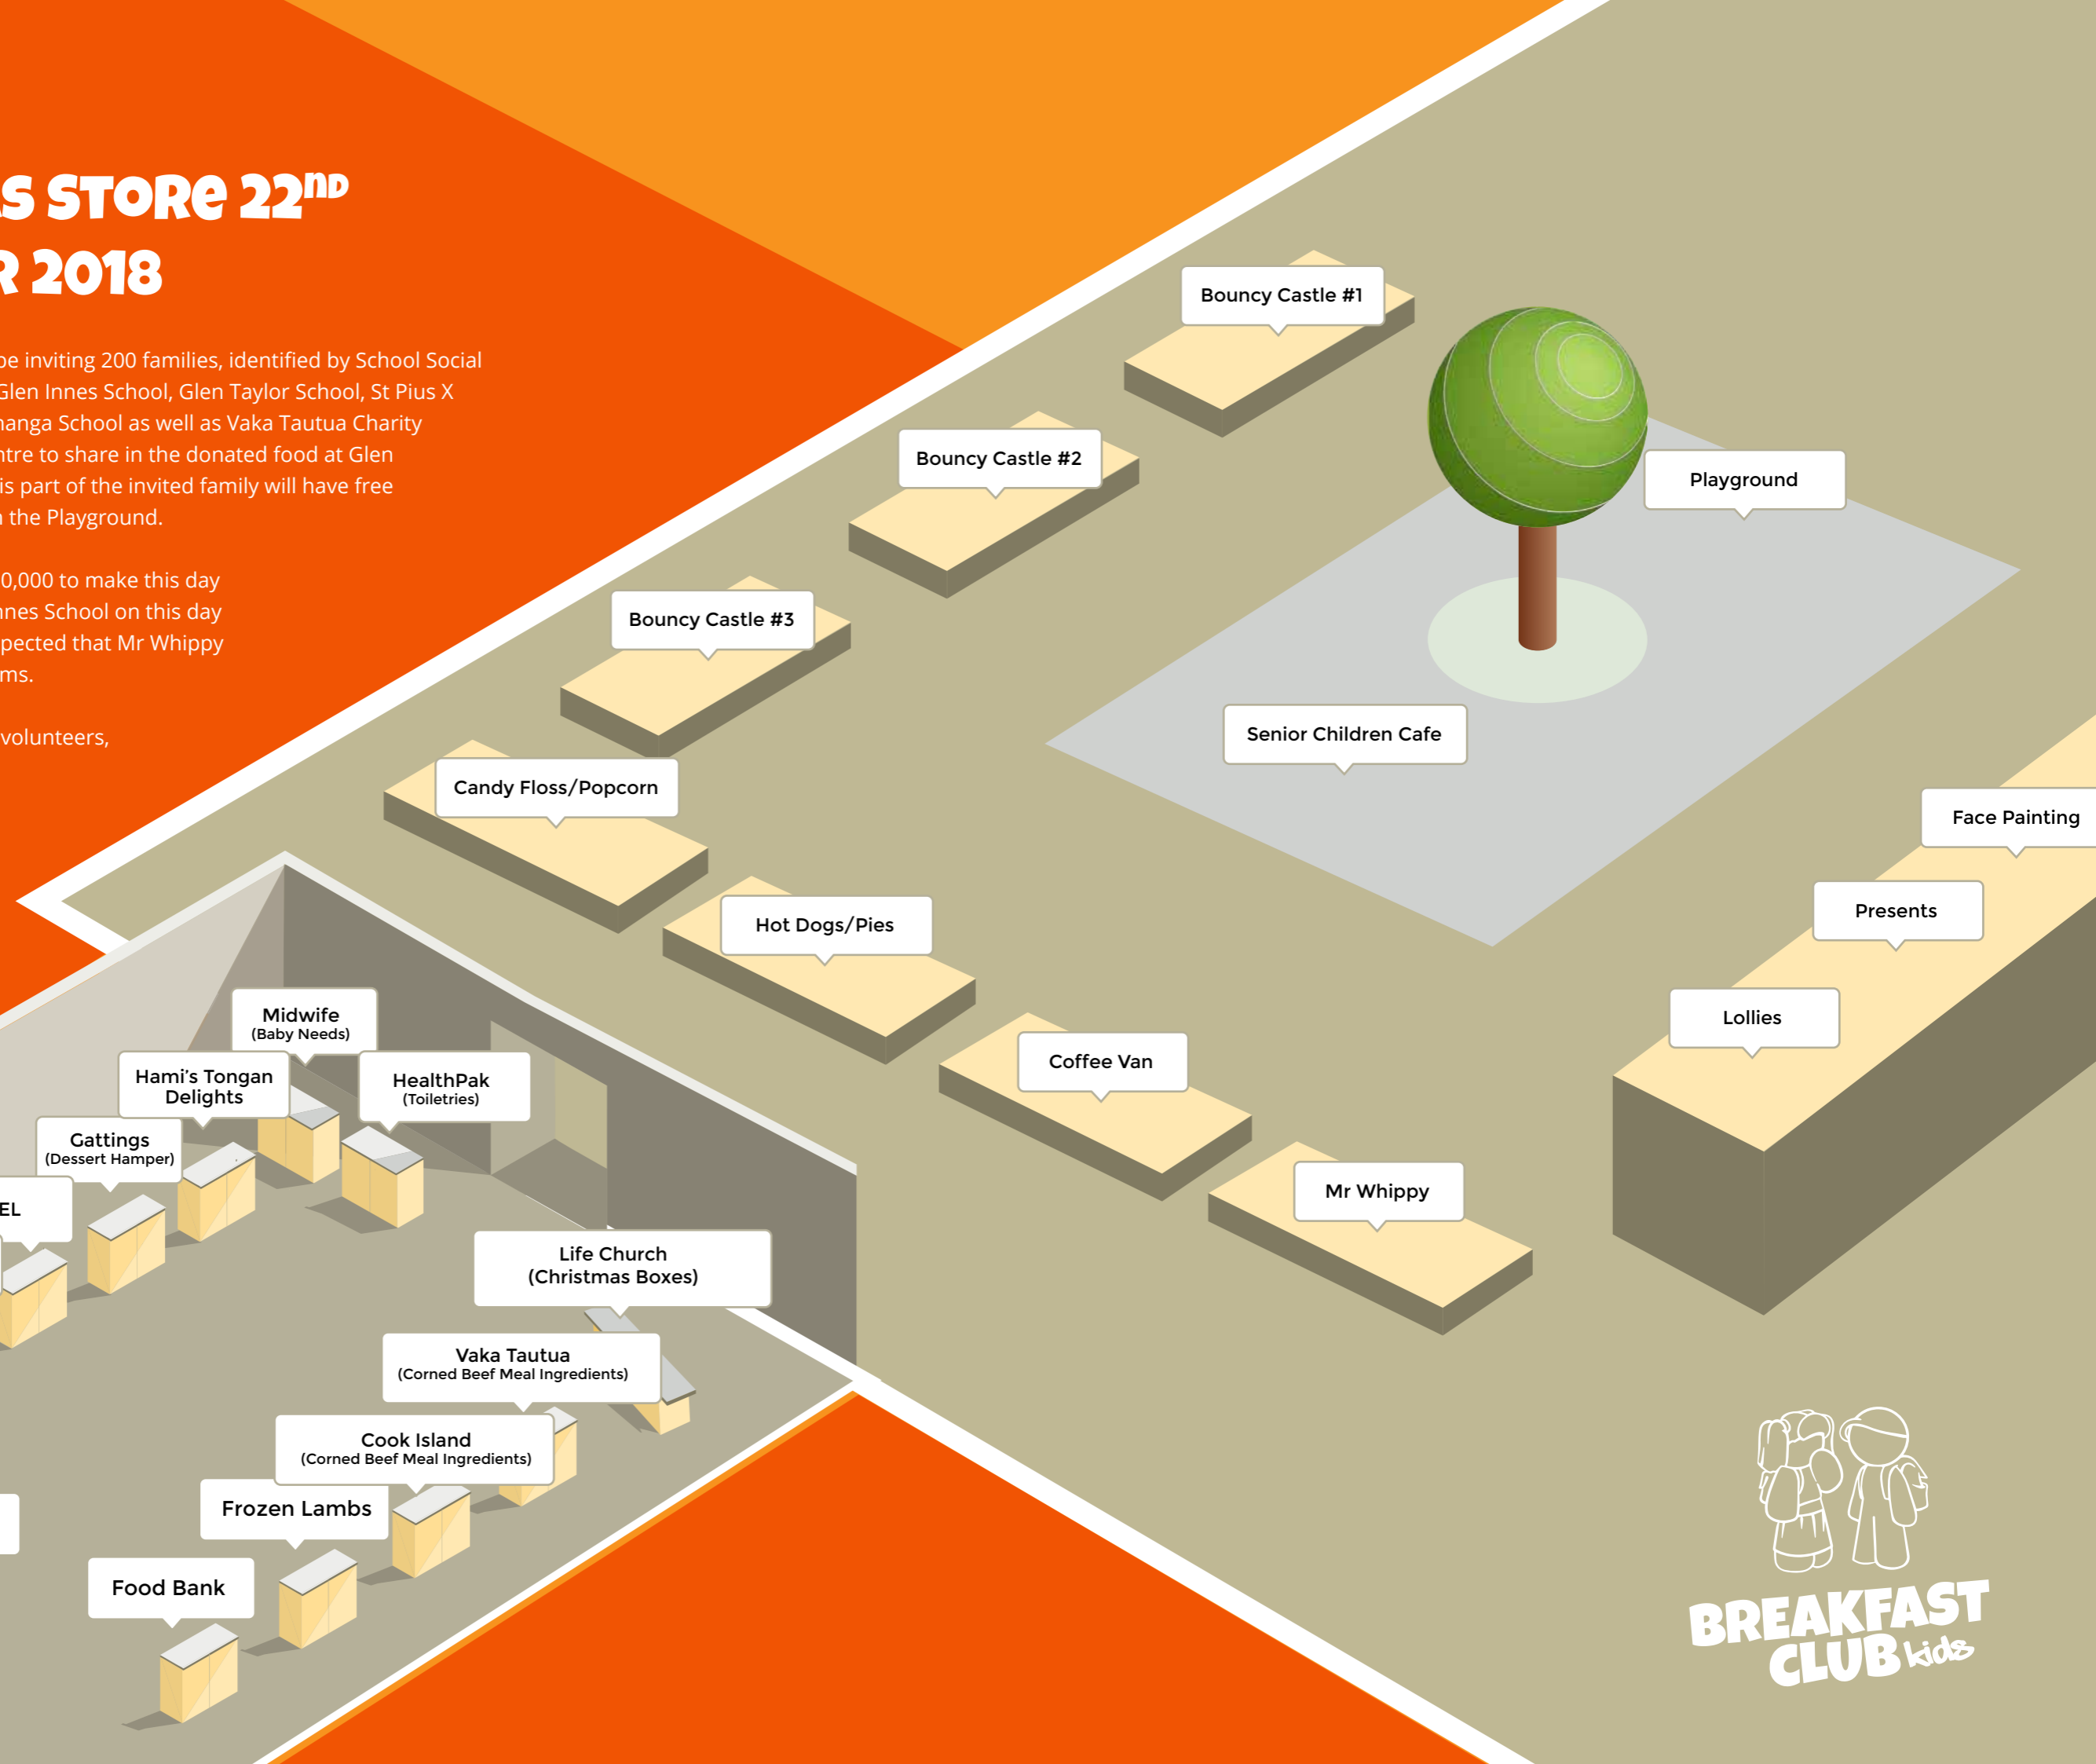 S STORe 22ND
R 2018
be inviting 200 families, identified by School Social
Glen Innes School, Glen Taylor School, St Pius X
nanga School as well as Vaka Tautua Charity
ntre to share in the donated food at Glen
is part of the invited family will have free
the Playground.
0,000 to make this day
nnes School on this day
pected that Mr Whippy
ms.
volunteers,
Bouncy Castle #1
Bouncy Castle #2
Playground
Bouncy Castle #3
Senior Children Cafe
Candy Floss/Popcorn
Face Painting
Presents
Hot Dogs/Pies
Lollies
Coffee Van
Mr Whippy
Midwife
(Baby Needs)
Hami's Tongan
Delights
HealthPak
(Toiletries)
Gattings
(Dessert Hamper)
EL
Life Church
(Christmas Boxes)
Vaka Tautua
(Corned Beef Meal Ingredients)
Cook Island
(Corned Beef Meal Ingredients)
Frozen Lambs
Food Bank
BREAKFAST
CLUB kids